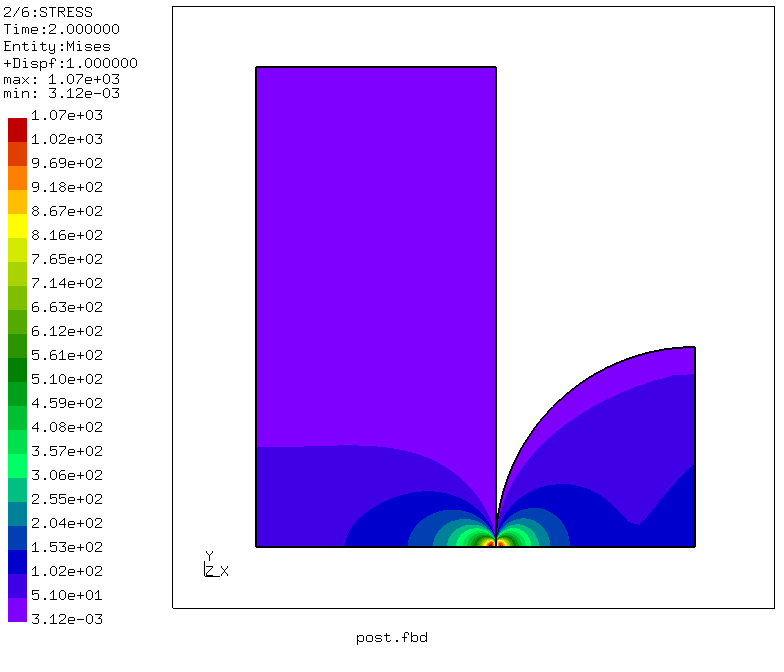 2/6:STRESS
Time:2.000000
Entity:Mises
+Dispf:1.000000
max: 1.07e+03
min: 3.12e-03
1.07e+03
1.02e+03
9.69e+02
9.18e+02
8.67e+02
8.16e+02
7.65e+02
7.14e+02
6.63e+02
6.12e+02
5.61e+02
5.10e+02
4.59e+02
4.08e+02
3.57e+02
3.06e+02
2.55e+02
2.04e+02
1.53e+02
1.02e+02
5.10e+01
3.12e-03
Y
Z X
post.fbd